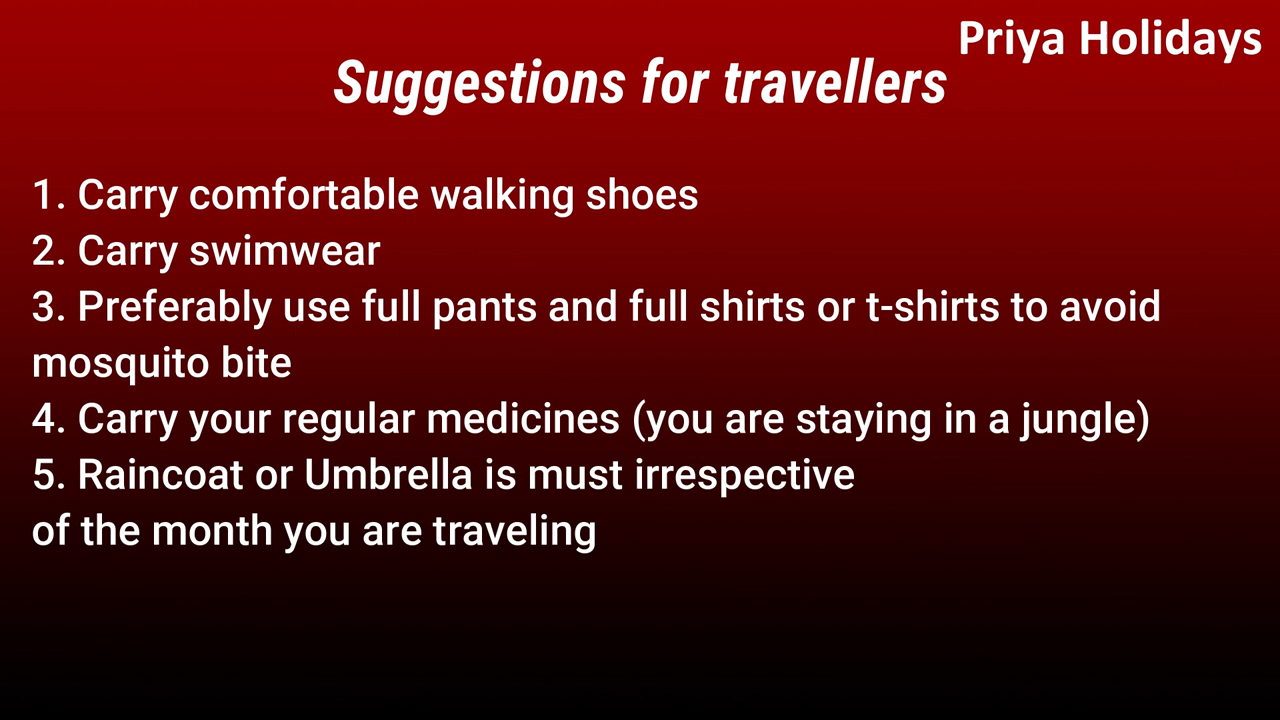 Priya Holidays
Suggestions for travellers
1. Carry comfortable walking shoes
2. Carry swimwear
3. Preferably use full pants and full shirts or t-shirts to avoid
mosquito bite
4. Carry your regular medicines (you are staying in a jungle)
5. Raincoat or Umbrella is must irrespective
of the month you are traveling